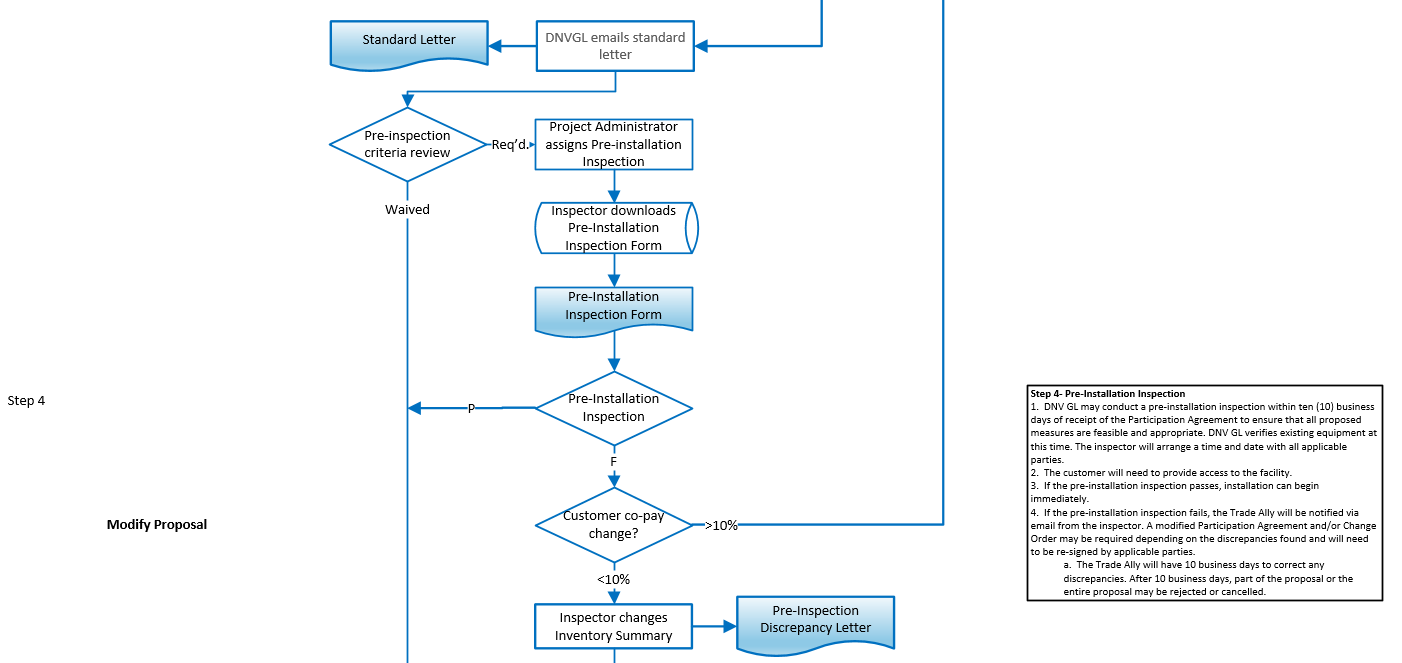 Standard Letter
DNVGL emails standard
letter
Pre-inspection
criteria review
Req'd.
Project Administrator
assigns Pre-installation
Inspection
Waived
Inspector downloads
Pre-Installation
Inspection Form
Pre-Installation
Inspection Form
Step 4
P
Pre-Installation
Inspection
F
Modify Proposal
Customer co-pay
change?
>10%
<10%
Inspector changes
Inventory Summary
Pre-Inspection
Discrepancy Letter
Step 4- Pre-Installation Inspection
1. DNV GL may conduct a pre-installation inspection within ten (10) business
days of receipt of the Participation Agreement to ensure that all proposed
measures are feasible and appropriate. DNV GL verifies existing equipment at
this time. The inspector will arrange a time and date with all applicable
parties.
2. The customer will need to provide access to the facility.
3. If the pre-installation inspection passes, installation can begin
immediately.
4. If the pre-installation inspection fails, the Trade Ally will be notified via
email from the inspector. A modified Participation Agreement and/or Change
Order may be required depending on the discrepancies found and will need
to be re-signed by applicable parties.
a. The Trade Ally will have 10 business days to correct any
discrepancies. After 10 business days, part of the proposal or the
entire proposal may be rejected or cancelled.